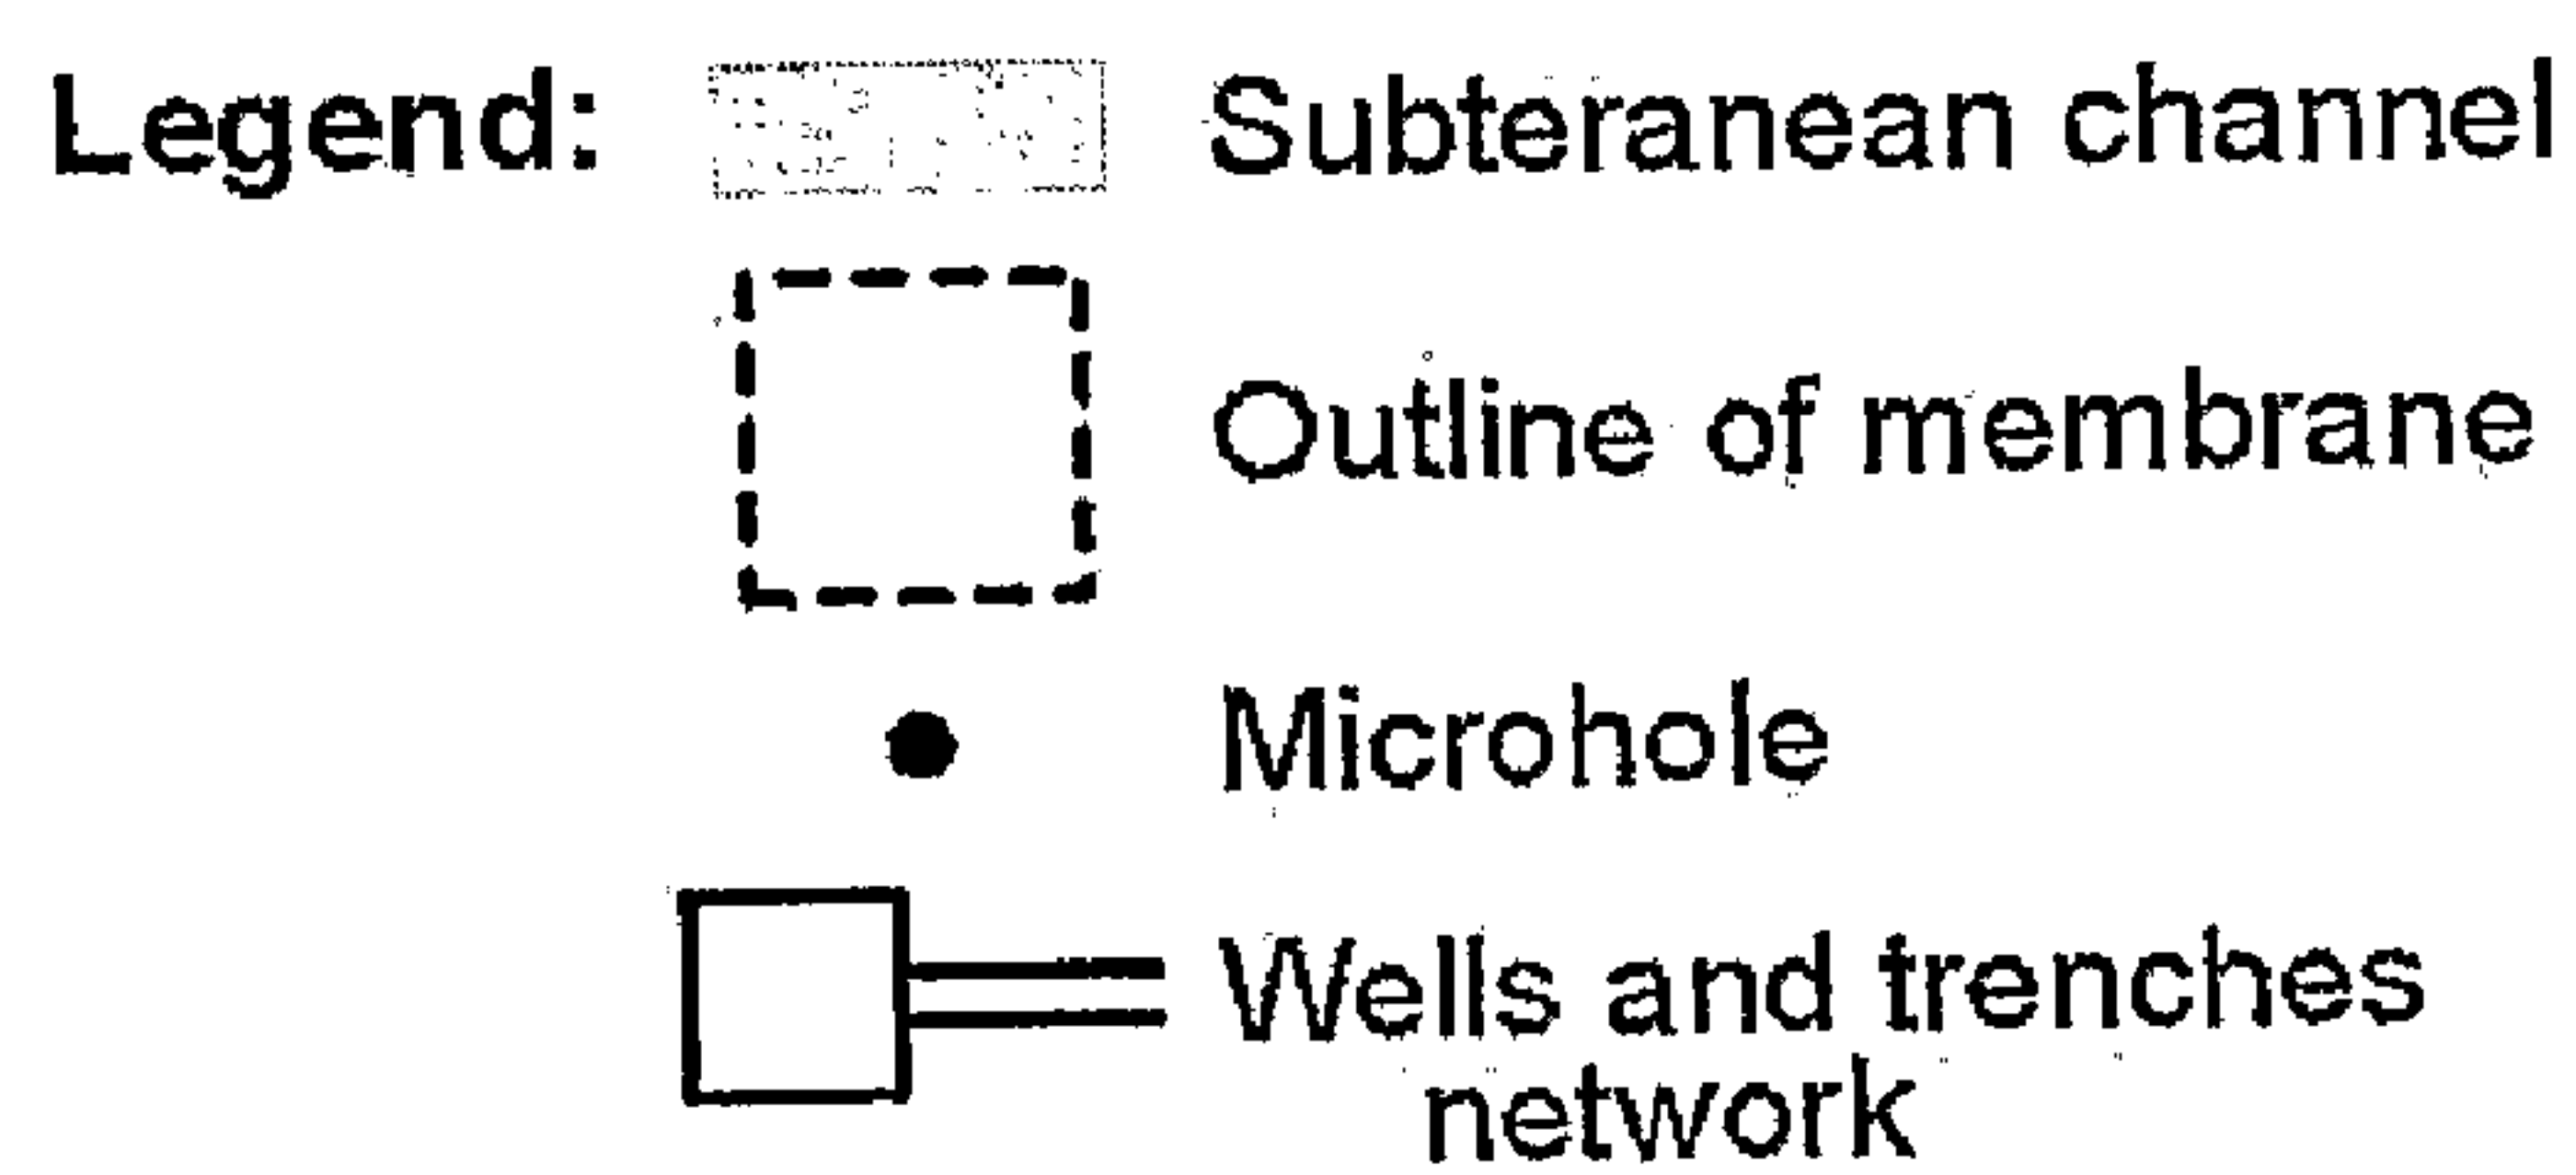 Legend: Subteranean channel
Outline of membrane
Microhole
Wells and trenches
network